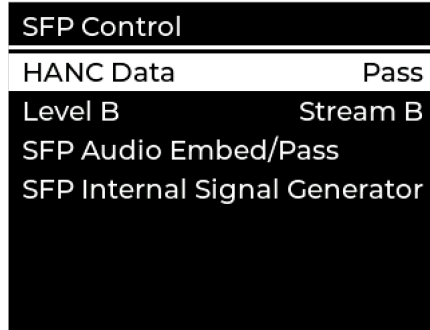 SFP Control
HANC Data Pass
Level B Stream B
SFP Audio Embed/Pass
SFP Internal Signal Generator